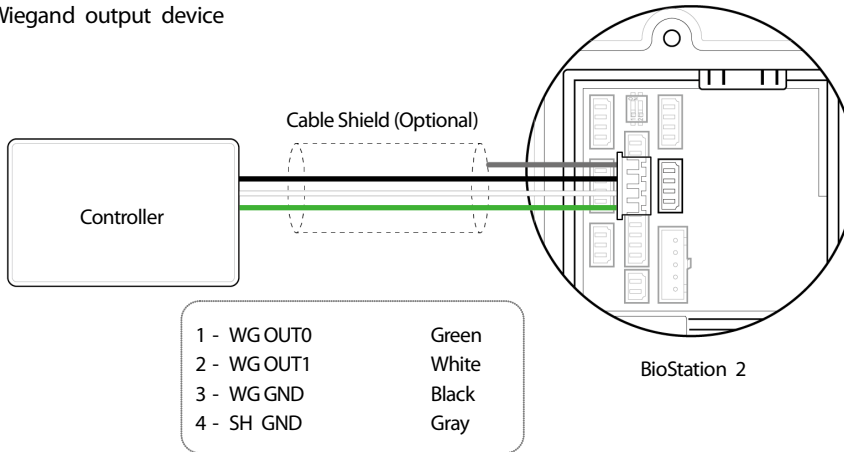 Wiegand output device
Cable Shield (Optional)
Controller
1 - WG OUT0 Green
2 - WG OUT1 White
3 - WG GND Black
4 - SH GND Gray
BioStation 2